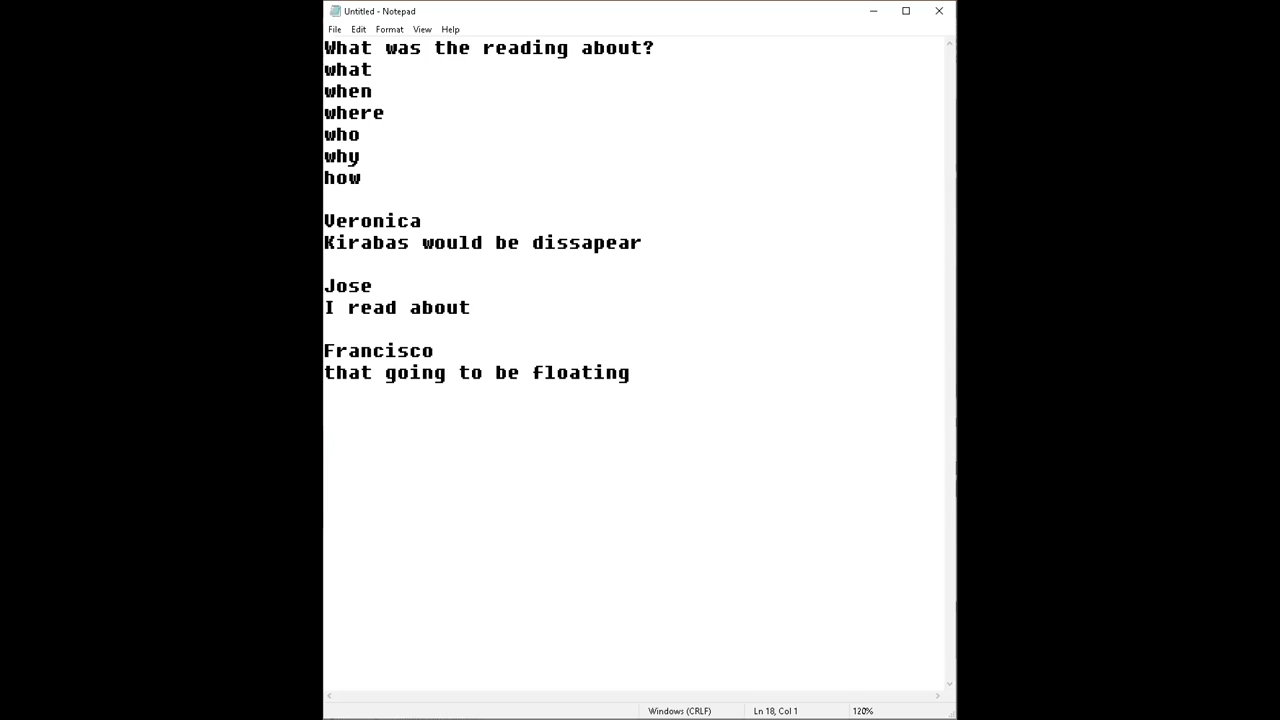 Untitled - Notepad
File Edit Format View Help
What was the reading about?
what
when
where
who
why
how
Veronica
Kirabas would be dissapear
Jose
I read about
Francisco
that going to be floating
Windows (CRLF) Ln 18, Col 1 120%